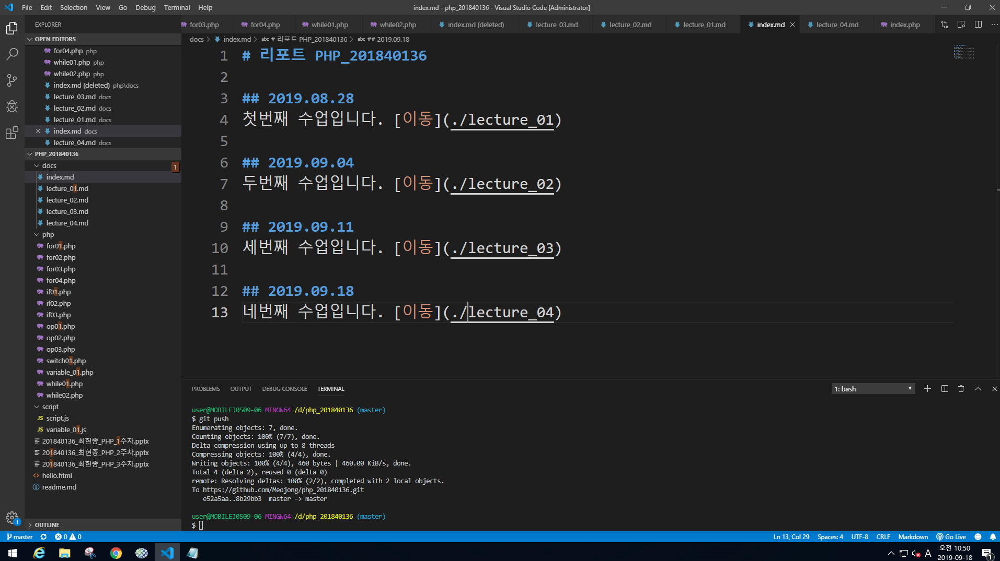 File Edit Selection View Go Debug Terminal Help
index.md - php_201840136 - Visual Studio Code [Administrator]
EXPLORER
for03.php for04.php while01.php while02.php index.md (deleted) lecture_03.md lecture_02.md lecture_01.md index.md lecture_04.md index.php
docs > index.md > abc # 리포트 PHP_201840136 > abc ## 2019.09.18
OPEN EDITORS
for04.php php
while01.php php
while02.php php
index.md (deleted) php\docs
lecture_03.md docs
lecture_02.md docs
lecture_01.md docs
index.md docs
lecture_04.md docs
PHP_201840136
docs 1
index.md
lecture_01.md
lecture_02.md
lecture_03.md
lecture_04.md
php
for01.php
for02.php
for03.php
for04.php
if01.php
if02.php
if03.php
op01.php
op02.php
op03.php
switch01.php
variable_01.php
while01.php
while02.php
script
JS script.js
JS variable_01.js
201840136_최현종_PHP_1주차.pptx
201840136_최현종_PHP_2주차.pptx
201840136_최현종_PHP_3주차.pptx
hello.html
readme.md
OUTLINE
1 # 리포트 PHP_201840136
2
3 ## 2019.08.28
4 첫번째 수업입니다. [이동](./lecture_01)
5
6 ## 2019.09.04
7 두번째 수업입니다. [이동](./lecture_02)
8
9 ## 2019.09.11
10 세번째 수업입니다. [이동](./lecture_03)
11
12 ## 2019.09.18
13 네번째 수업입니다. [이동](./lecture_04)
PROBLEMS OUTPUT DEBUG CONSOLE TERMINAL 1: bash
user@MOBILEJ0509-06 MINGW64 /d/php_201840136 (master)
$ git push
Enumerating objects: 7, done.
Counting objects: 100% (7/7), done.
Delta compression using up to 8 threads
Compressing objects: 100% (4/4), done.
Writing objects: 100% (4/4), 460 bytes | 460.00 KiB/s, done.
Total 4 (delta 2), reused 0 (delta 0)
remote: Resolving deltas: 100% (2/2), completed with 2 local objects.
To https://github.com/Meojong/php_201840136.git
e52a5aa..8b29bb3 master -> master
user@MOBILEJ0509-06 MINGW64 /d/php_201840136 (master)
$
1
master 0 0 Ln 13, Col 29 Spaces: 4 UTF-8 CRLF Markdown Go Live
A 오전 10:50
2019-09-18 1